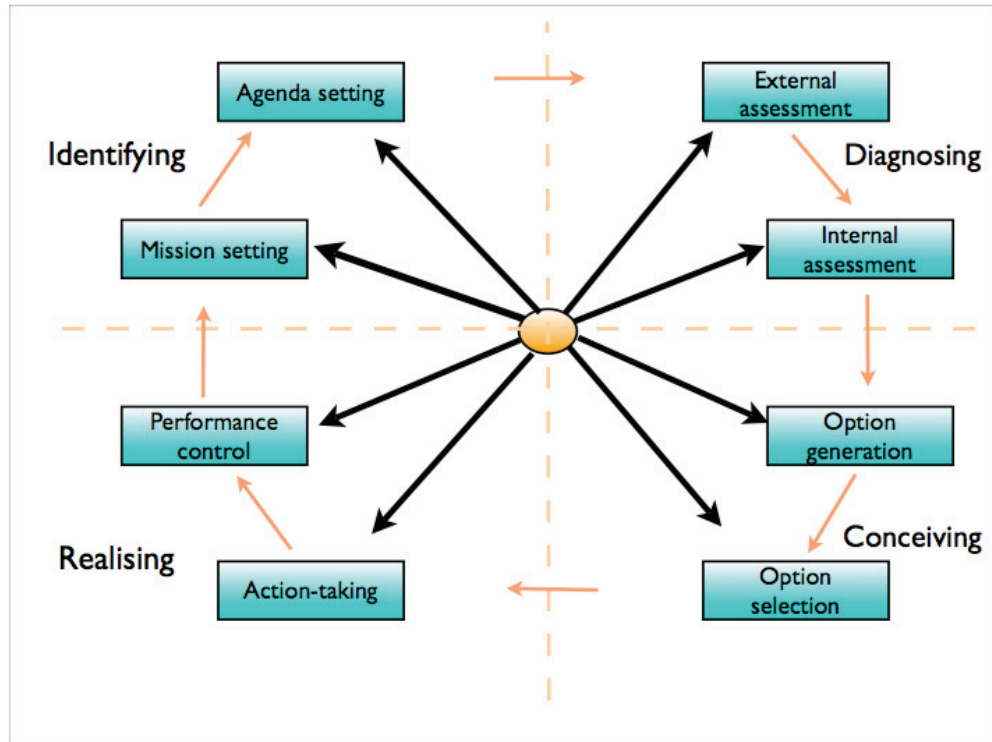 Agenda setting
External
assessment
Identifying
Diagnosing
Mission setting
Internal
assessment
Performance
control
Option
generation
Realising
Conceiving
Action-taking
Option
selection